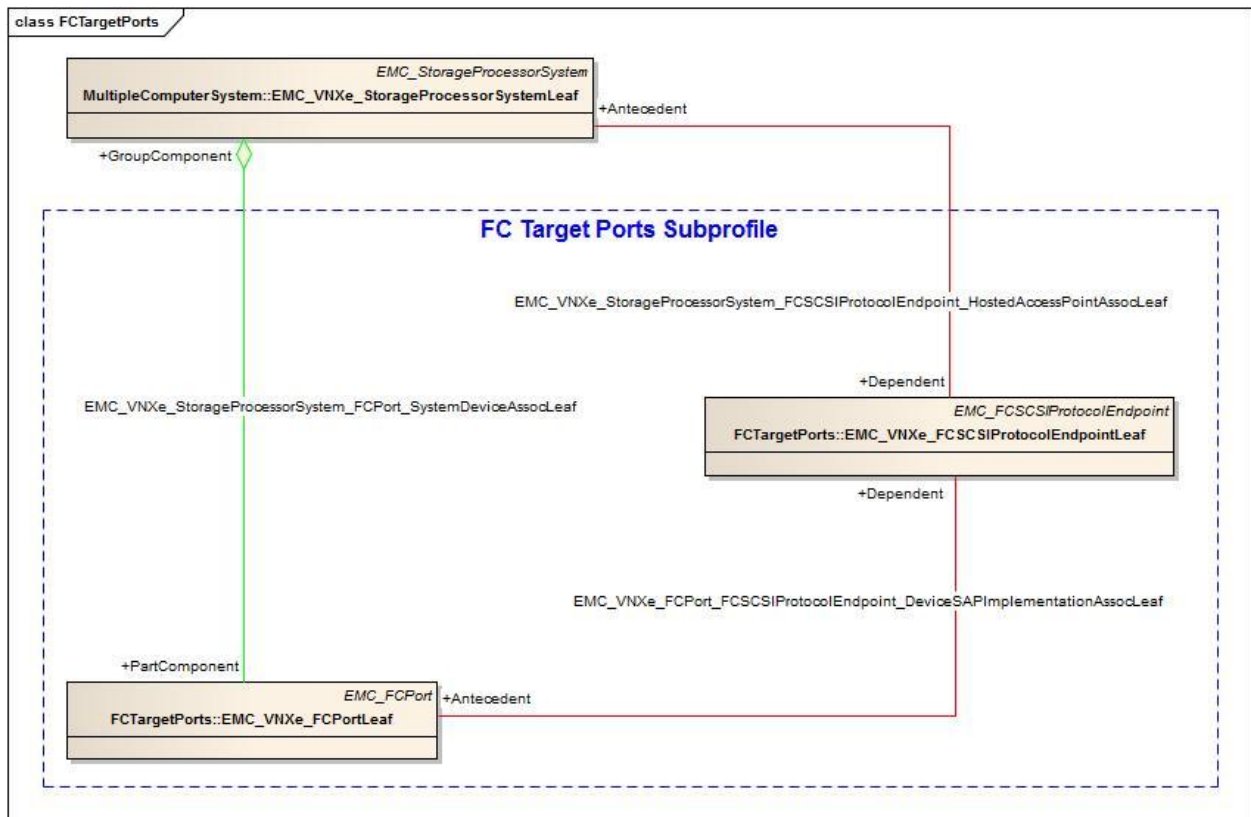 class FCTargetPorts
EMC_StorageProcessorSystem
MultipleComputerSystem::EMC_VNXe_StorageProcessorSystemLeaf
+Antecedent
+GroupComponent
FC Target Ports Subprofile
EMC_VNXe_StorageProcessorSystem_FCSCSIProtocolEndpoint_HostedAccessPointAssocLeaf
+Dependent
EMC_VNXe_StorageProcessorSystem_FCPort_SystemDeviceAssocLeaf
EMC_FCSCSIProtocolEndpoint
FCTargetPorts::EMC_VNXe_FCSCSIProtocolEndpointLeaf
+Dependent
EMC_VNXe_FCPort_FCSCSIProtocolEndpoint_DeviceSAPImplementationAssocLeaf
+PartComponent
EMC_FCPort
+Antecedent
FCTargetPorts::EMC_VNXe_FCPortLeaf